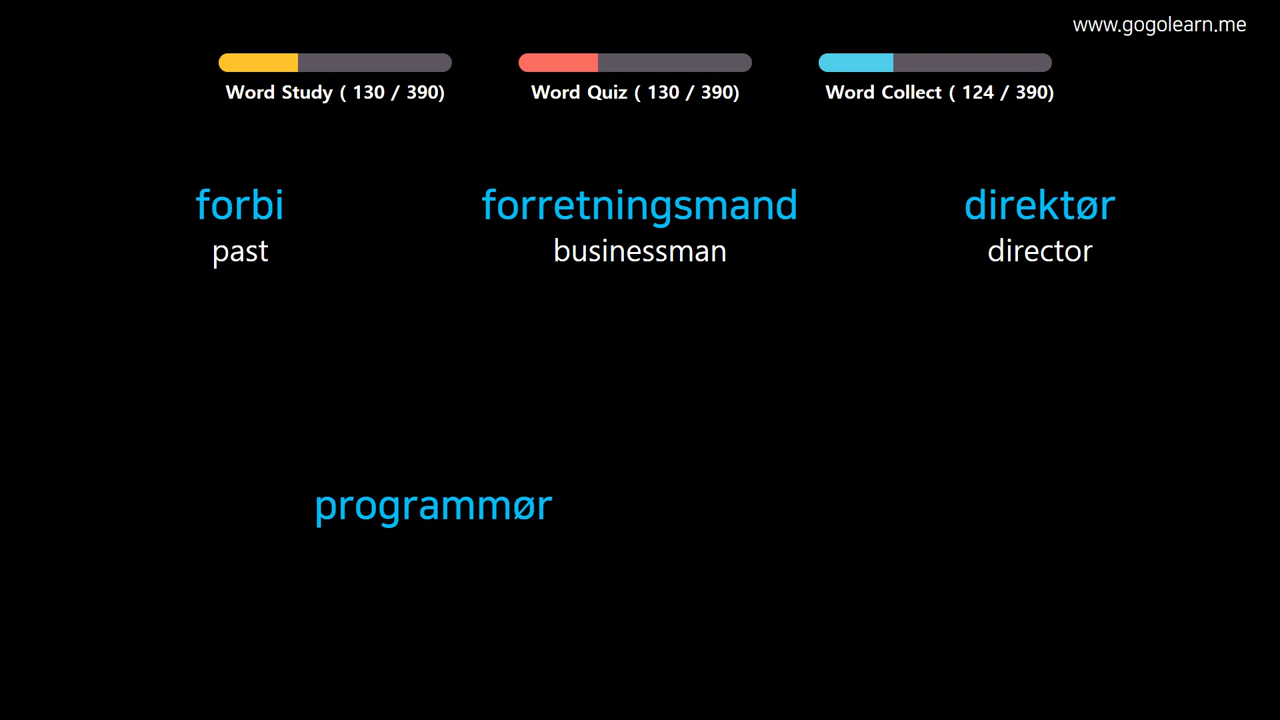 www.gogolearn.me
Word Study ( 130 / 390)
Word Quiz ( 130 / 390)
Word Collect ( 124 / 390)
forbi
past
forretningsmand
businessman
direktør
director
programmør